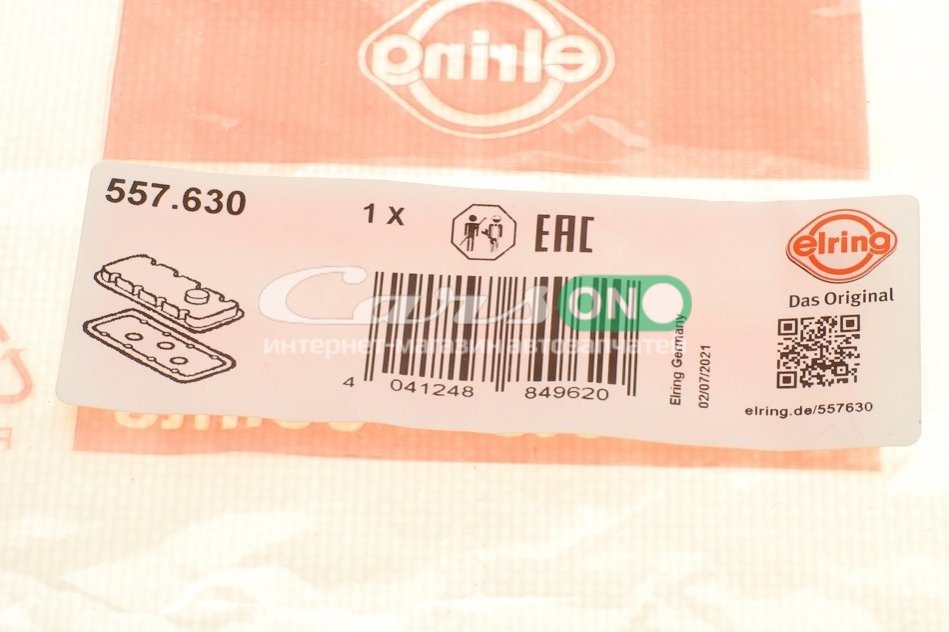 elring
557.630
1 X
EAC
elring
Das Original
Cars ON
интернет-магазин автозапчастей
4 041248 849620
Elring Germany
02/07/2021
elring.de/557630